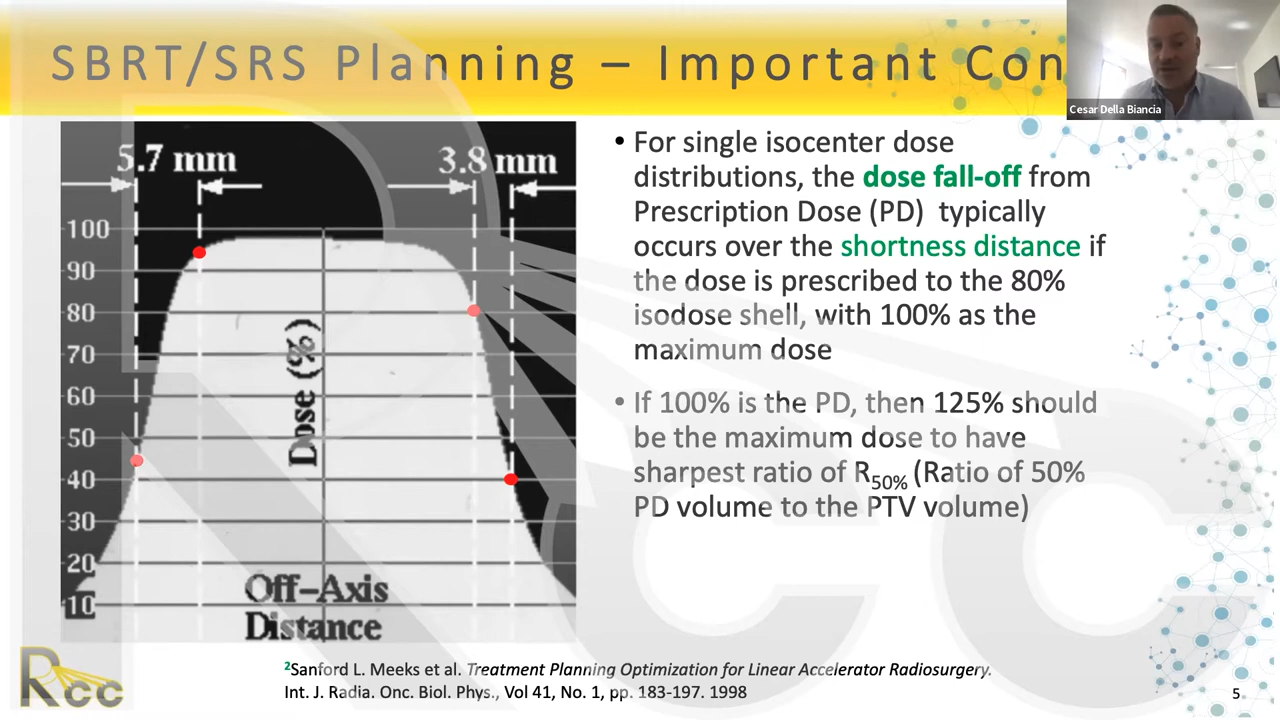 SBRT/SRS Planning – Important Con
Cesar Della Biancia
5.7 mm
3.8 mm
100
90
80
70
60
50
40
30
20
10
Dose (%)
Off-Axis
Distance
• For single isocenter dose
distributions, the dose fall-off from
Prescription Dose (PD) typically
occurs over the shortness distance if
the dose is prescribed to the 80%
isodose shell, with 100% as the
maximum dose
• If 100% is the PD, then 125% should
be the maximum dose to have
sharpest ratio of R50% (Ratio of 50%
PD volume to the PTV volume)
2Sanford L. Meeks et al. Treatment Planning Optimization for Linear Accelerator Radiosurgery.
Int. J. Radia. Onc. Biol. Phys., Vol 41, No. 1, pp. 183-197. 1998
5
Rcc